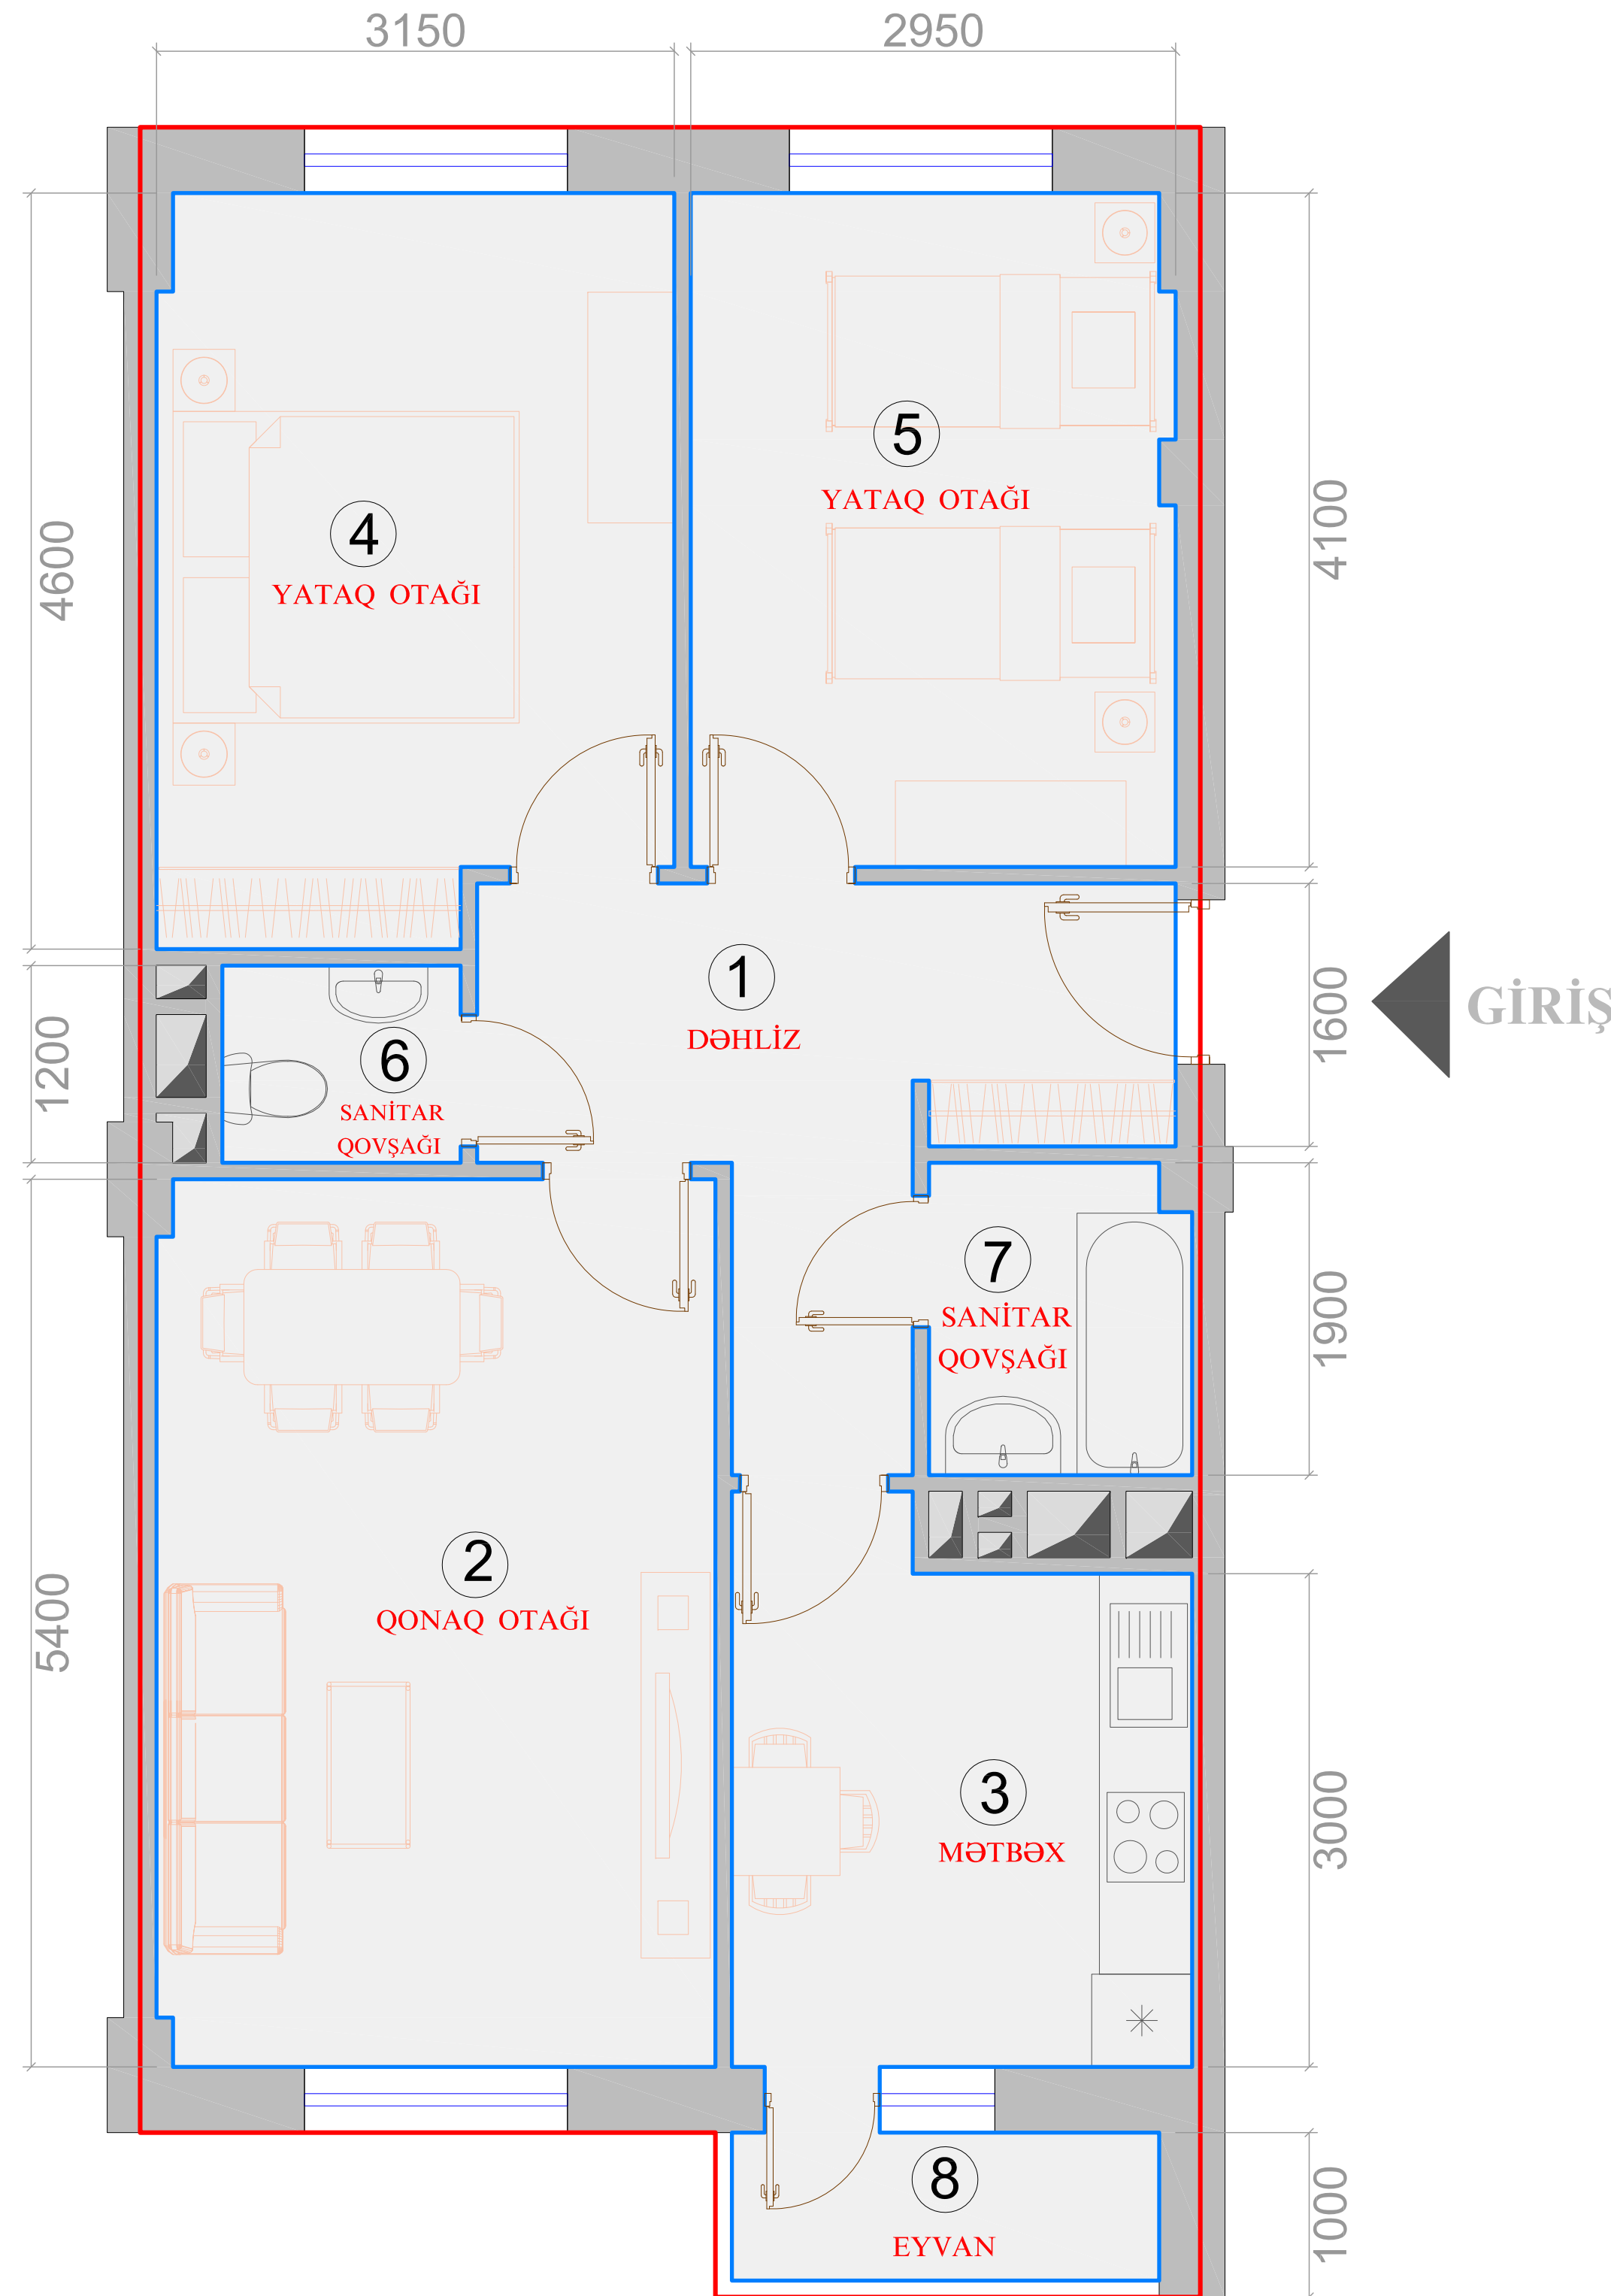 3150
2950
4600
4100
5
YATAQ OTAĞI
4
YATAQ OTAĞI
1
DƏHLİZ
1600
GİRİŞ
1200
6
SANİTAR
QOVŞAĞI
7
SANİTAR
QOVŞAĞI
1900
2
QONAQ OTAĞI
5400
3
MƏTBƏX
3000
8
EYVAN
1000